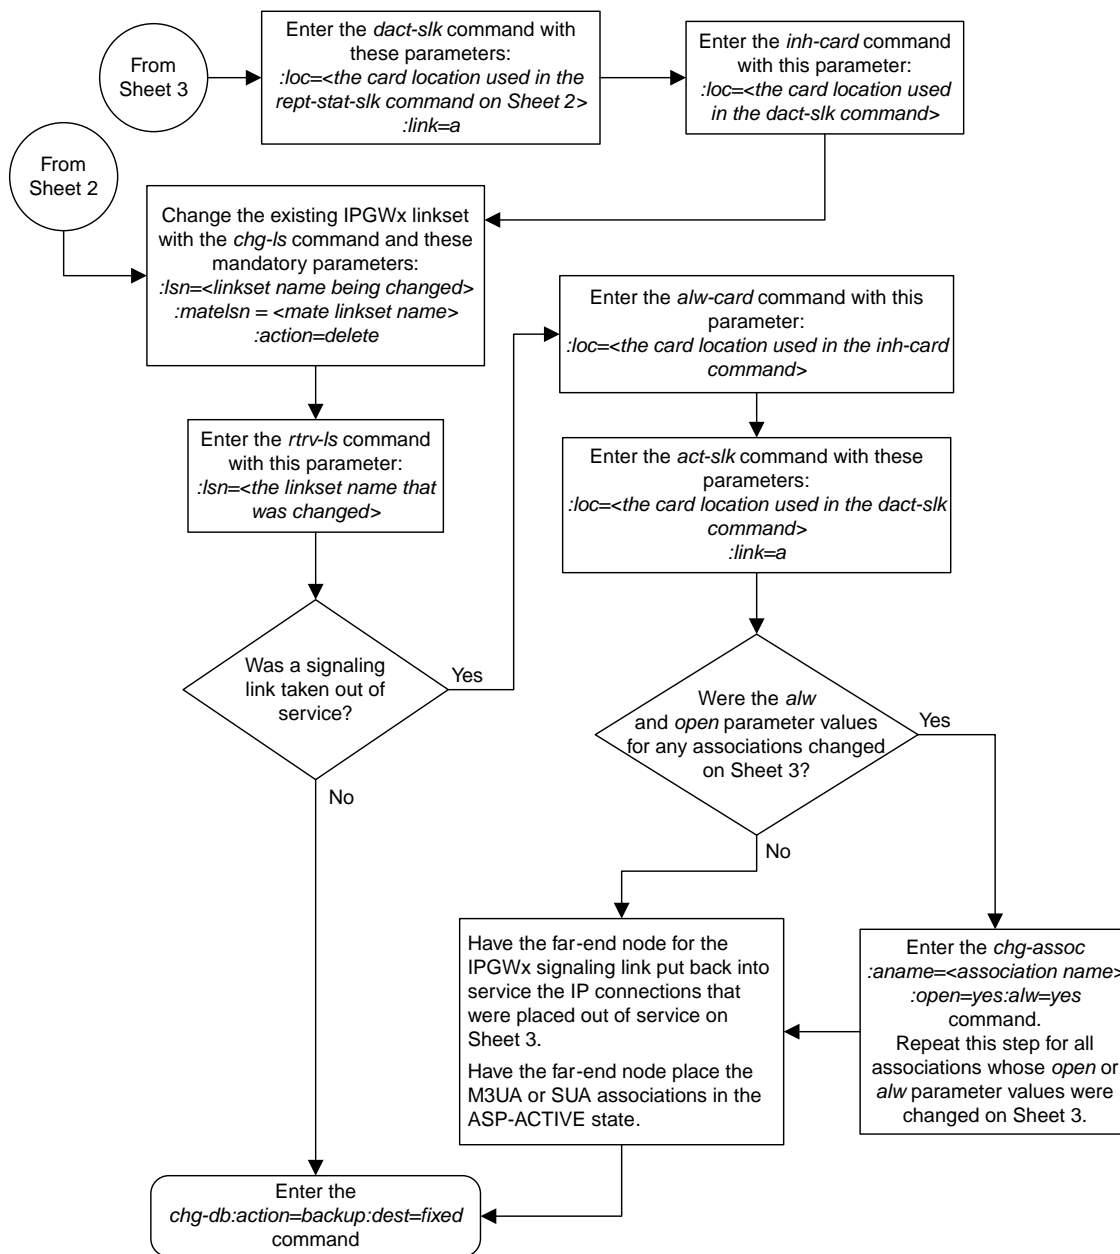 From
Sheet 3
Enter the dact-slk command with
these parameters:
:loc=<the card location used in the
rept-stat-slk command on Sheet 2>
:link=a
Enter the inh-card command
with this parameter:
:loc=<the card location used
in the dact-slk command>
From
Sheet 2
Change the existing IPGWx linkset
with the chg-ls command and these
mandatory parameters:
:lsn=<linkset name being changed>
:matelsn = <mate linkset name>
:action=delete
Enter the rtrv-ls command
with this parameter:
:lsn=<the linkset name that
was changed>
Was a signaling
link taken out of
service?
Yes
No
Enter the alw-card command with this
parameter:
:loc=<the card location used in the inh-card
command>
Enter the act-slk command with these
parameters:
:loc=<the card location used in the dact-slk
command>
:link=a
Were the alw
and open parameter values
for any associations changed
on Sheet 3?
Yes
No
Have the far-end node for the
IPGWx signaling link put back into
service the IP connections that
were placed out of service on
Sheet 3.
Have the far-end node place the
M3UA or SUA associations in the
ASP-ACTIVE state.
Enter the chg-assoc
:aname=<association name>
:open=yes:alw=yes
command.
Repeat this step for all
associations whose open or
alw parameter values were
changed on Sheet 3.
Enter the
chg-db:action=backup:dest=fixed
command